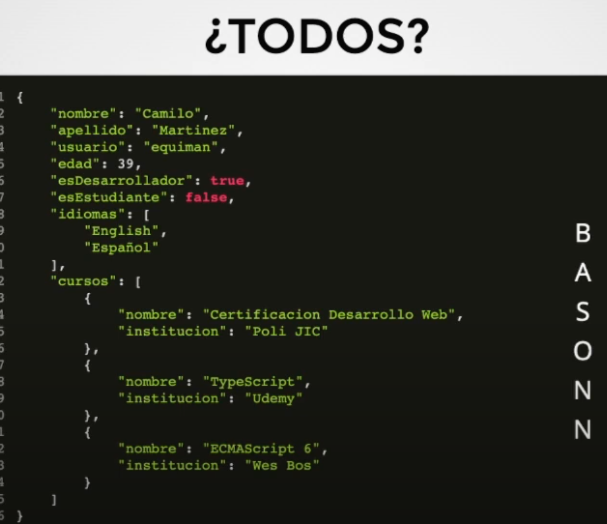 ¿TODOS?
1 {
2 "nombre": "Camilo",
3 "apellido": "Martinez",
4 "usuario": "equiman",
5 "edad": 39,
6 "esDesarrollador": true,
7 "esEstudiante": false,
8 "idiomas": [
9 "English",
0 "Español"
1 ],
2 "cursos": [
3 {
4 "nombre": "Certificacion Desarrollo Web",
5 "institucion": "Poli JIC"
6 },
7 {
8 "nombre": "TypeScript",
9 "institucion": "Udemy"
0 },
1 {
2 "nombre": "ECMAScript 6",
3 "institucion": "Wes Bos"
4 }
5 ]
6 }
B
A
S
O
N
N